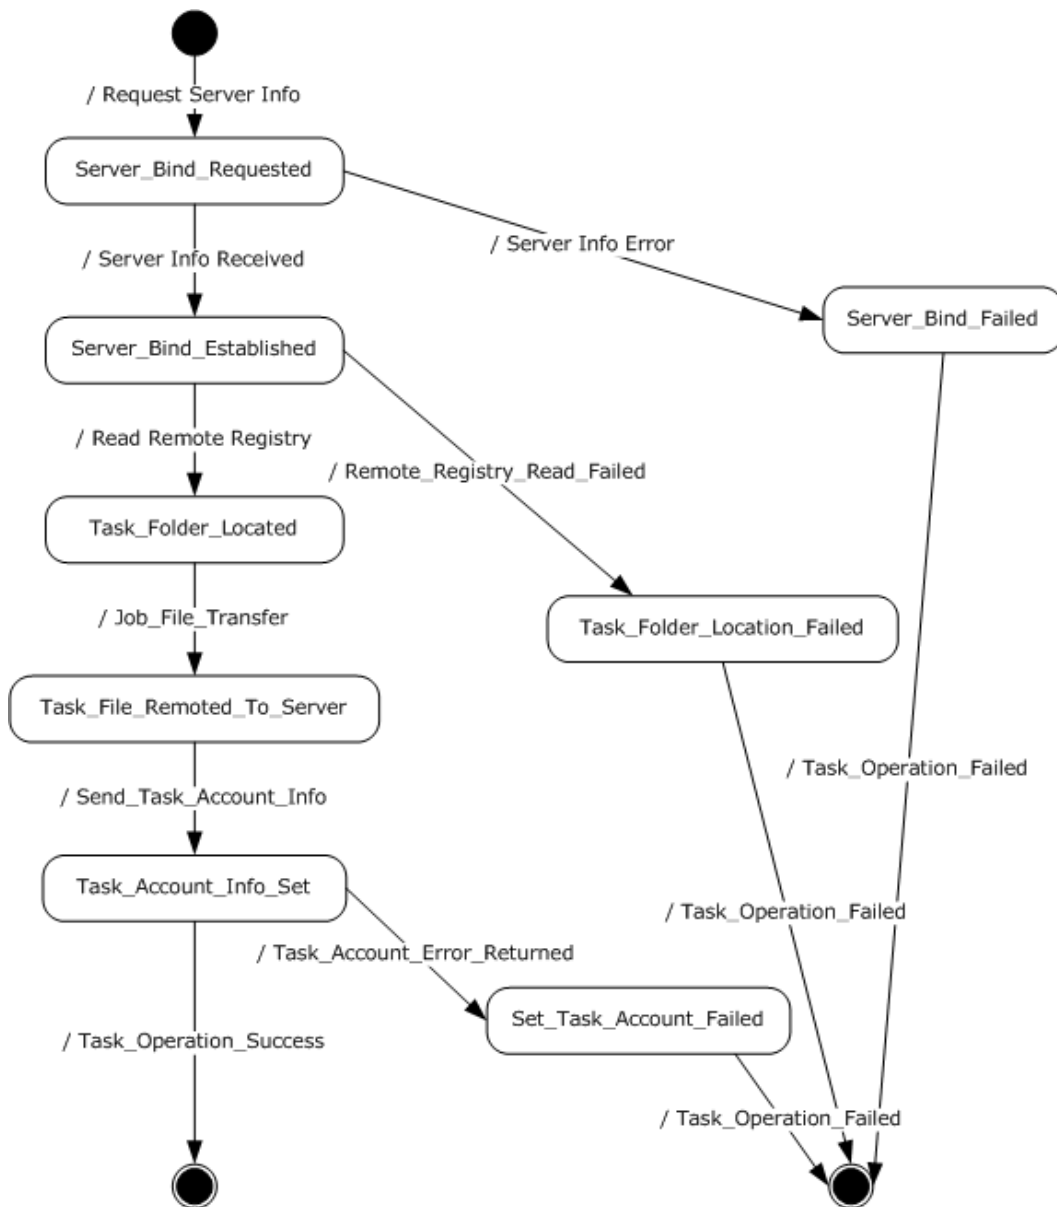 / Request Server Info
Server_Bind_Requested
/ Server Info Error
/ Server Info Received
Server_Bind_Failed
Server_Bind_Established
/ Read Remote Registry
/ Remote_Registry_Read_Failed
Task_Folder_Located
/ Job_File_Transfer
Task_Folder_Location_Failed
Task_File_Remoted_To_Server
/ Task_Operation_Failed
/ Send_Task_Account_Info
Task_Account_Info_Set
/ Task_Operation_Failed
/ Task_Account_Error_Returned
Set_Task_Account_Failed
/ Task_Operation_Success
/ Task_Operation_Failed